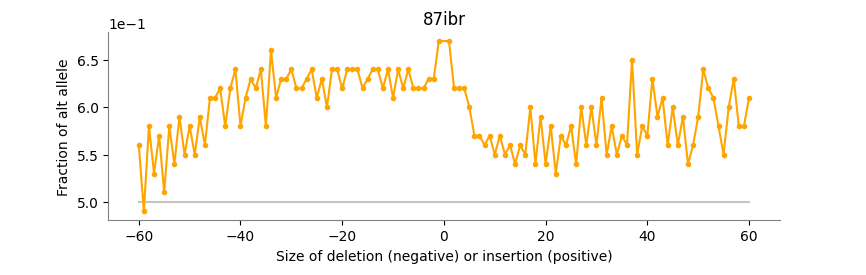 87ibr
1e−1
Fraction of alt allele
6.5
6.0
5.5
5.0
−60 −40 −20 0 20 40 60
Size of deletion (negative) or insertion (positive)